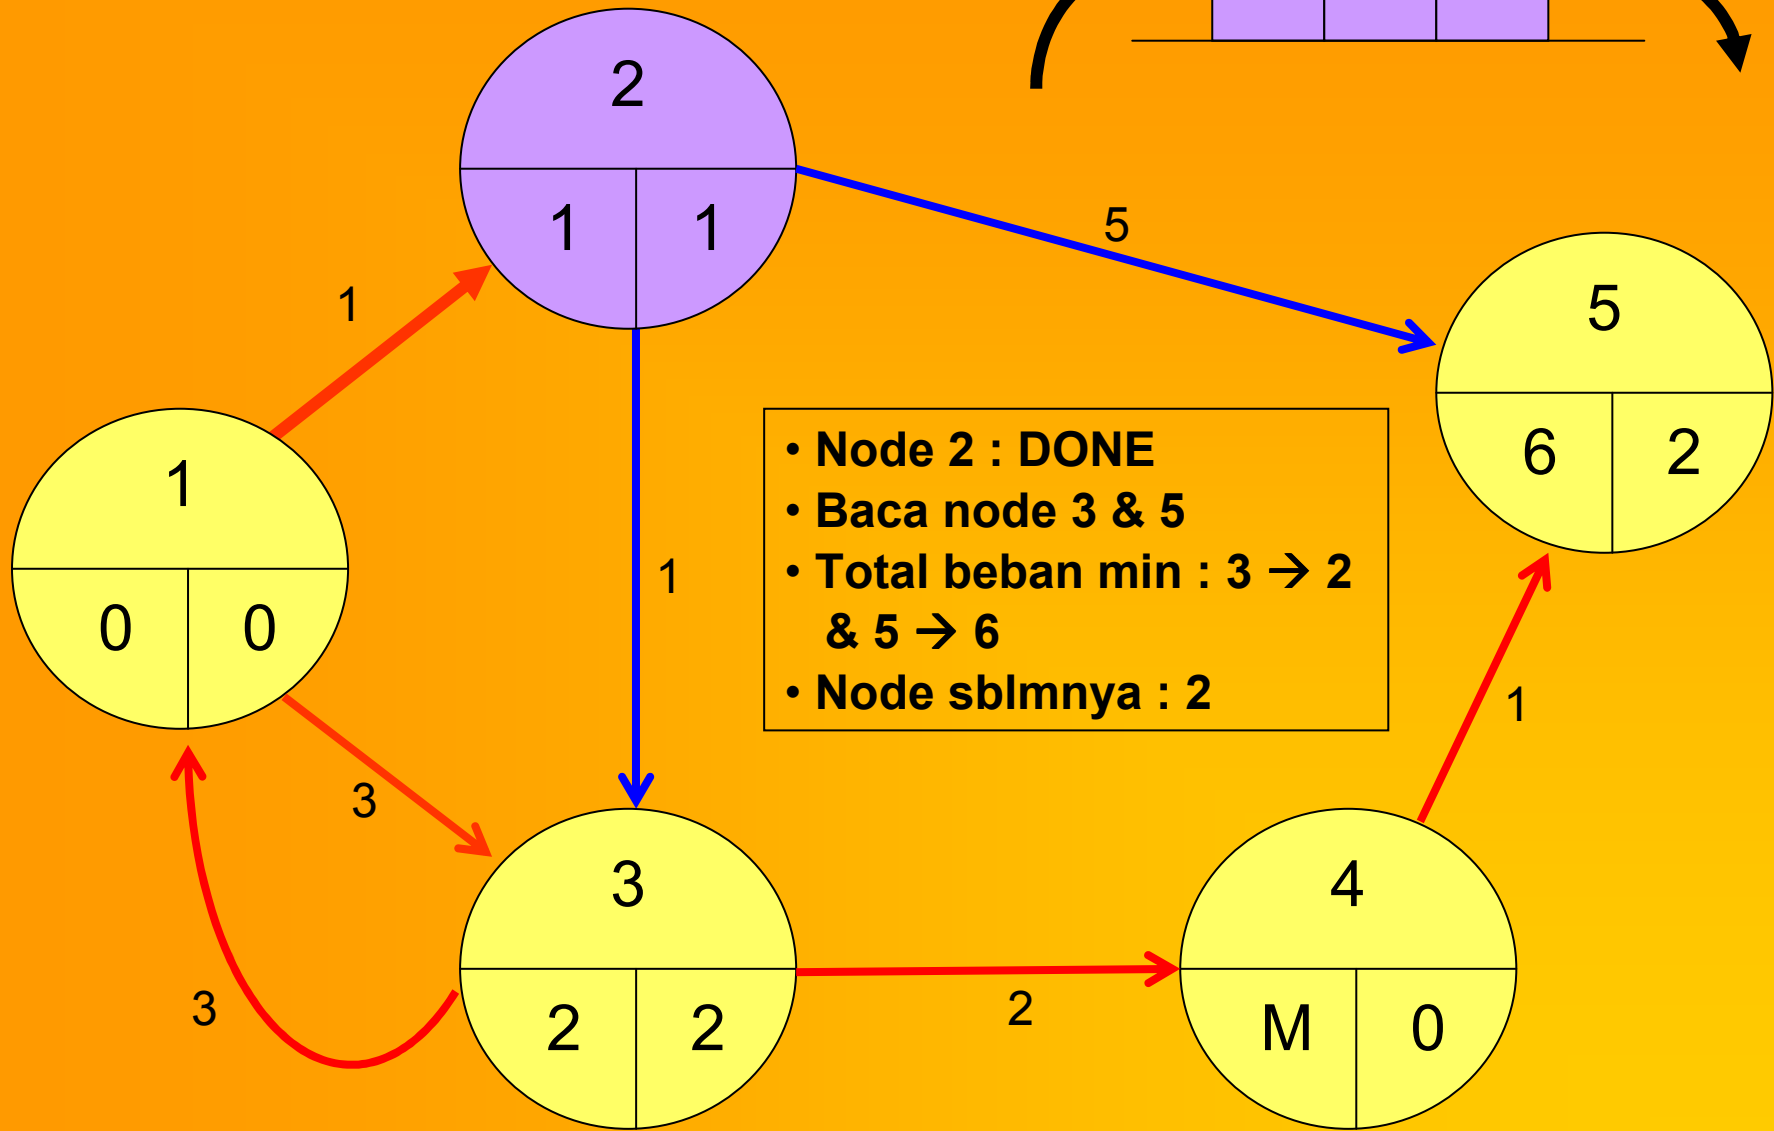 2
1 1
5
1
5
6 2
1
0 0
• Node 2 : DONE
• Baca node 3 & 5
• Total beban min : 3 → 2
& 5 → 6
• Node sblmnya : 2
1
1
3
3
2 2
3
2
4
M 0